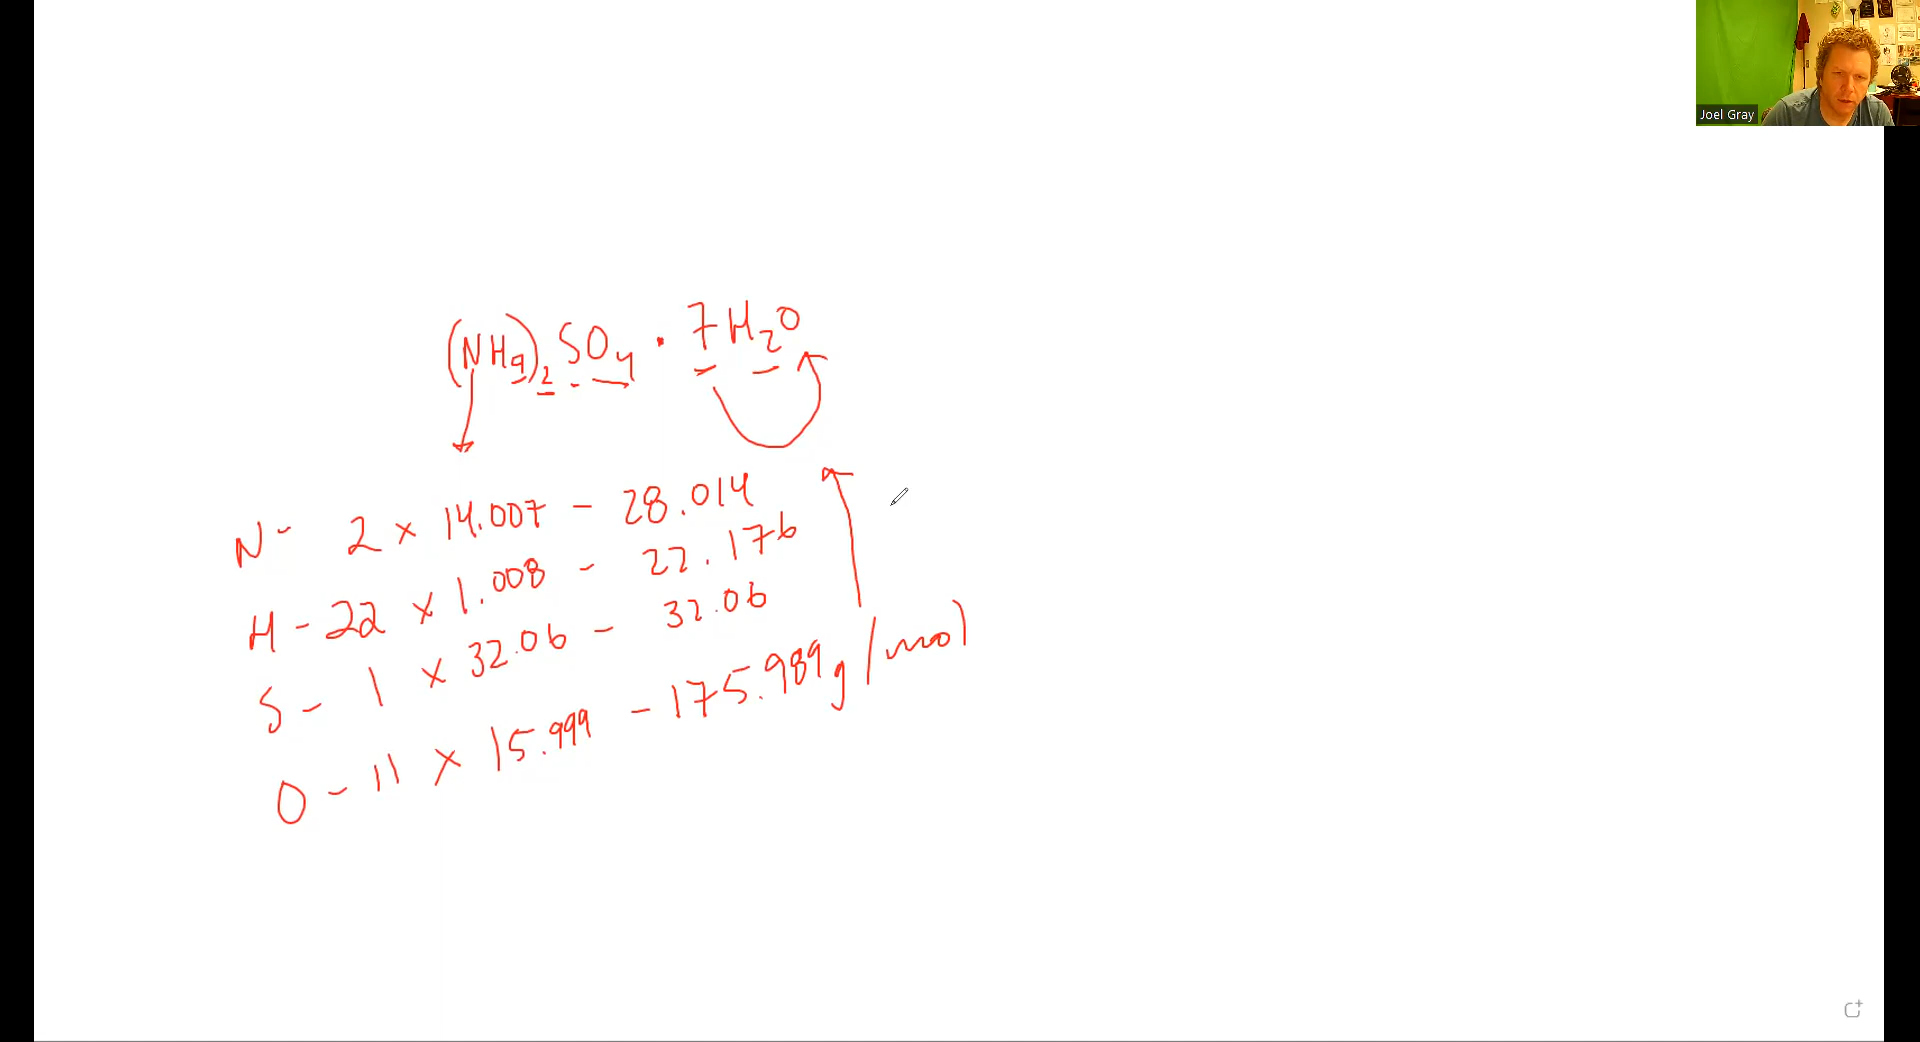 Joel Gray
(NH4)2SO4 · 7H2O
N - 2 × 14.007 - 28.014
H - 22 × 1.008 - 22.176
S - 1 × 32.06 - 32.06
O - 11 × 15.999 - 175.989 g/mol